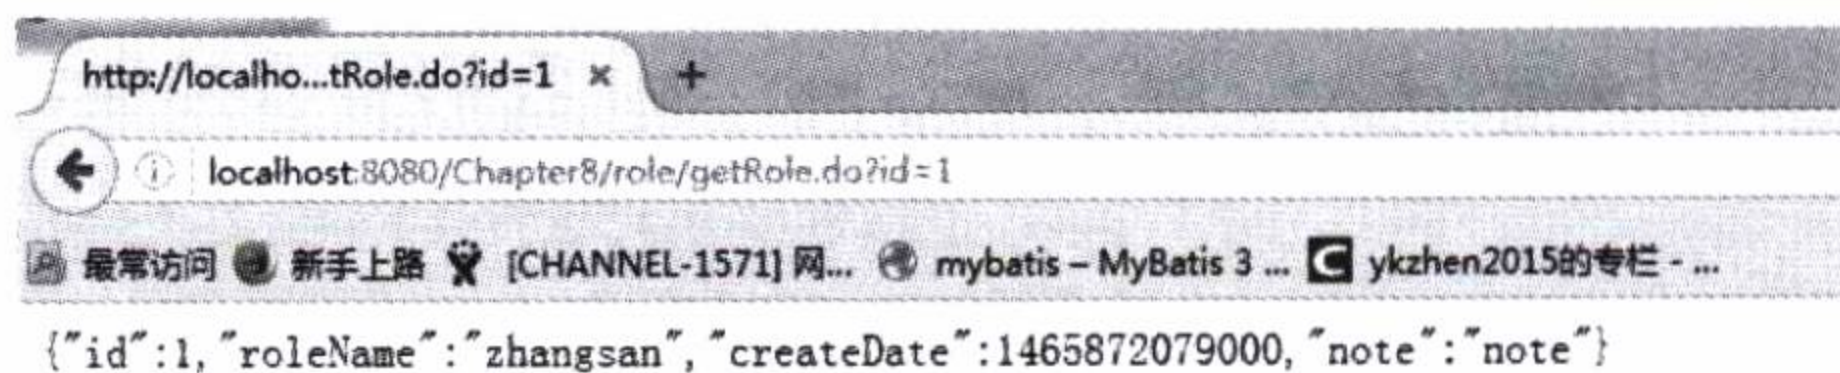 http://localho...tRole.do?id=1
localhost:8080/Chapter8/role/getRole.do?id=1
最常访问 新手上路 [CHANNEL-1571] 网... mybatis – MyBatis 3 ... ykzhen2015的专栏 - ...
{"id":1, "roleName":"zhangsan", "createDate":1465872079000, "note":"note"}